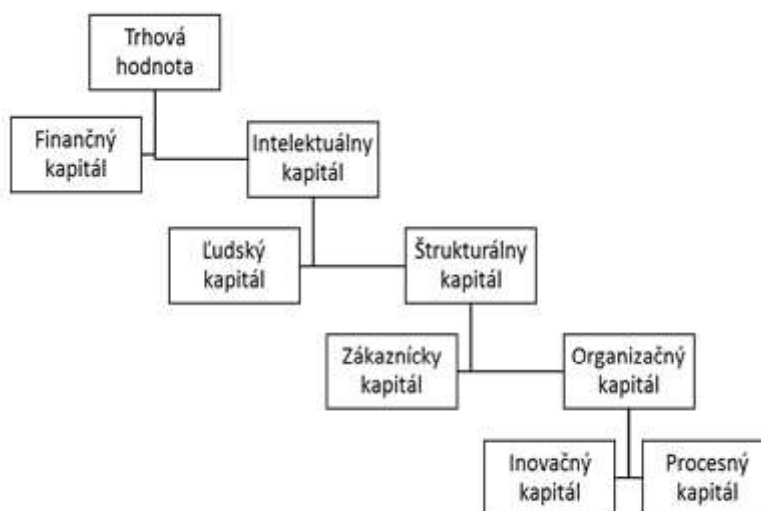 Trhová
hodnota
Finančný
kapitál
Intelektuálny
kapitál
Ľudský
kapitál
Štrukturálny
kapitál
Zákaznícky
kapitál
Organizačný
kapitál
Inovačný
kapitál
Procesný
kapitál